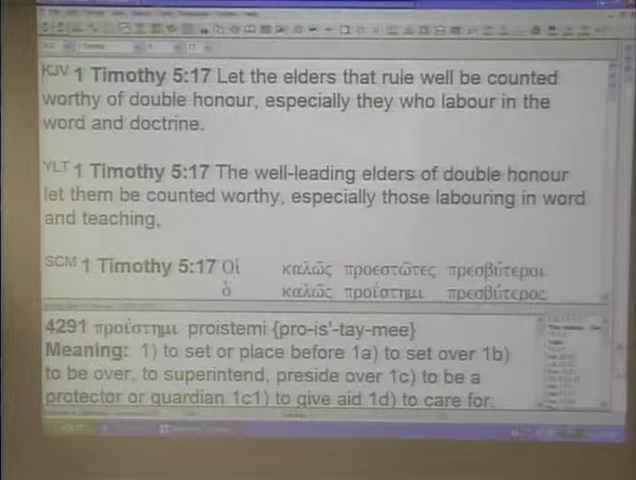 KJV 1 Timothy 5:17 Let the elders that rule well be counted
worthy of double honour, especially they who labour in the
word and doctrine.
YLT 1 Timothy 5:17 The well-leading elders of double honour
let them be counted worthy, especially those labouring in word
and teaching,
SCM 1 Timothy 5:17 Οἱ καλῶς προεστῶτες πρεσβύτεροι
ὁ καλῶς προΐστημι πρεσβύτερος
4291 προΐστημι proistemi {pro-is'-tay-mee}
Meaning: 1) to set or place before 1a) to set over 1b)
to be over, to superintend, preside over 1c) to be a
protector or guardian 1c1) to give aid 1d) to care for,